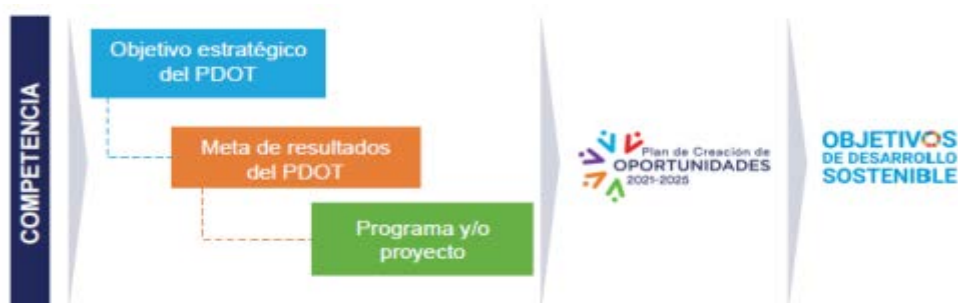 COMPETENCIA
Objetivo estratégico
del PDOT
Meta de resultados
del PDOT
Programa y/o
proyecto
Plan de Creación de
OPORTUNIDADES
2021-2025
OBJETIVOS
DE DESARROLLO
SOSTENIBLE